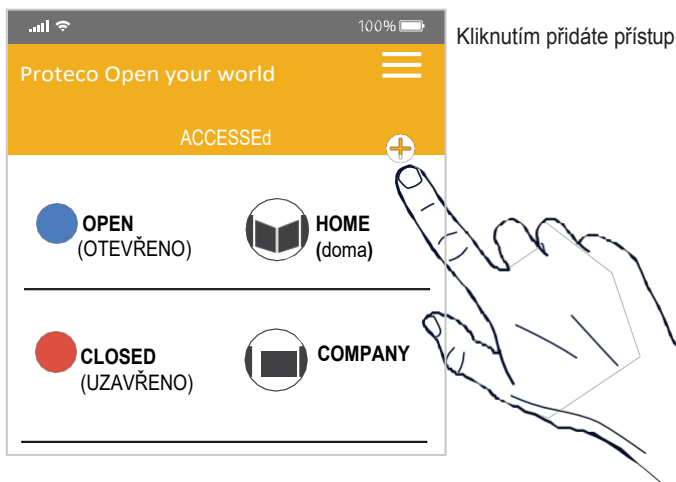 100%
Kliknutím přidáte přístup
Proteco Open your world
ACCESSEd
OPEN
(OTEVŘENO)
HOME
(doma)
CLOSED
(UZAVŘENO)
COMPANY